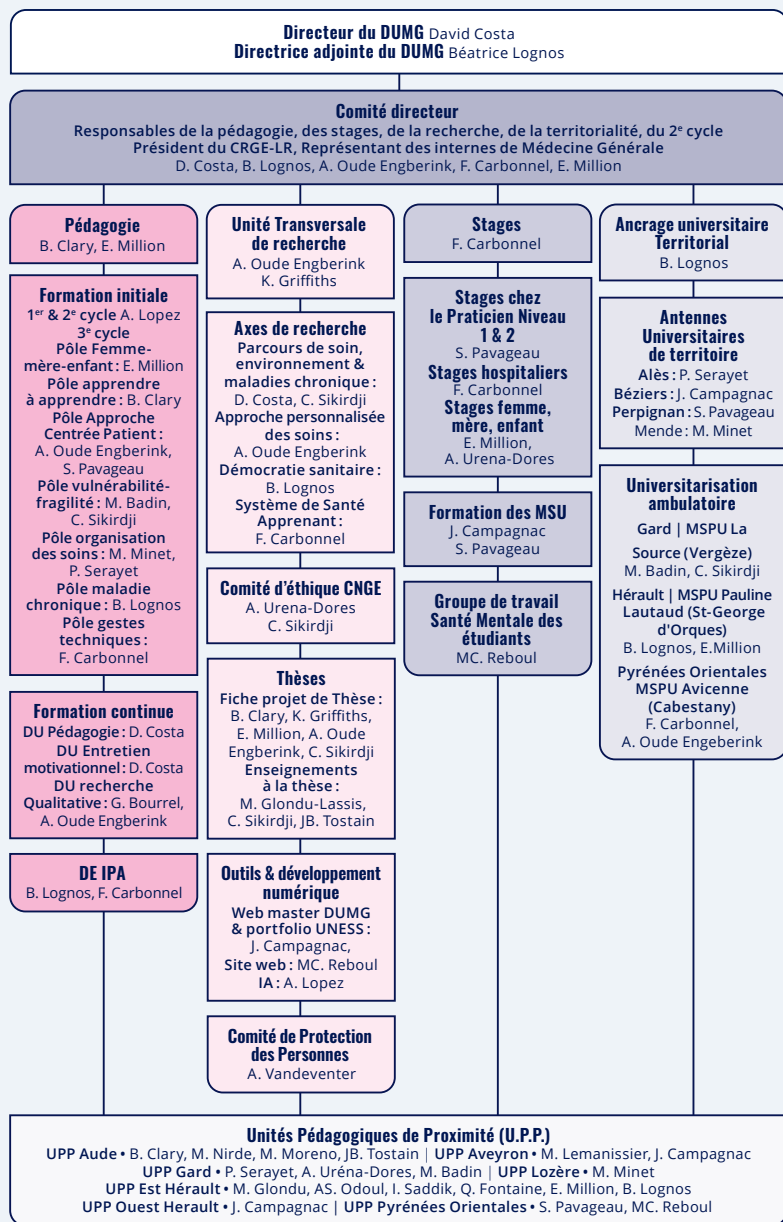 Directeur du DUMG David Costa
Directrice adjointe du DUMG Béatrice Lognos
Comité directeur
Responsables de la pédagogie, des stages, de la recherche, de la territorialité, du 2e cycle
Président du CRGE-LR, Représentant des internes de Médecine Générale
D. Costa, B. Lognos, A. Oude Engberink, F. Carbonnel, E. Million
Pédagogie
B. Clary, E. Million
Formation initiale
1er & 2e cycle A. Lopez
3e cycle
Pôle Femme-
mère-enfant : E. Million
Pôle apprendre
à apprendre : B. Clary
Pôle Approche
Centrée Patient :
A. Oude Engberink,
S. Pavageau
Pôle vulnérabilité-
fragilité : M. Badin,
C. Sikirdji
Pôle organisation
des soins : M. Minet,
P. Serayet
Pôle maladie
chronique : B. Lognos
Pôle gestes
techniques :
F. Carbonnel
Formation continue
DU Pédagogie : D. Costa
DU Entretien
motivationnel : D. Costa
DU recherche
Qualitative : G. Bourrel,
A. Oude Engberink
DE IPA
B. Lognos, F. Carbonnel
Unité Transversale
de recherche
A. Oude Engberink
K. Griffiths
Axes de recherche
Parcours de soin,
environnement &
maladies chronique :
D. Costa, C. Sikirdji
Approche personnalisée
des soins :
A. Oude Engberink
Démocratie sanitaire :
B. Lognos
Système de Santé
Apprenant :
F. Carbonnel
Comité d'éthique CNGE
A. Urena-Dores
C. Sikirdji
Thèses
Fiche projet de Thèse :
B. Clary, K. Griffiths,
E. Million, A. Oude
Engberink, C. Sikirdji
Enseignements
à la thèse :
M. Glondu-Lassis,
C. Sikirdji, JB. Tostain
Outils & développement
numérique
Web master DUMG
& portfolio UNESS :
J. Campagnac,
Site web : MC. Reboul
IA : A. Lopez
Comité de Protection
des Personnes
A. Vandeventer
Stages
F. Carbonnel
Stages chez
le Praticien Niveau
1 & 2
S. Pavageau
Stages hospitaliers
F. Carbonnel
Stages femme,
mère, enfant
E. Million,
A. Urena-Dores
Formation des MSU
J. Campagnac
S. Pavageau
Groupe de travail
Santé Mentale des
étudiants
MC. Reboul
Ancrage universitaire
Territorial
B. Lognos
Antennes
Universitaires
de territoire
Alès : P. Serayet
Béziers : J. Campagnac
Perpignan : S. Pavageau
Mende : M. Minet
Universitarisation
ambulatoire
Gard | MSPU La
Source (Vergèze)
M. Badin, C. Sikirdji
Hérault | MSPU Pauline
Lautaud (St-George
d'Orques)
B. Lognos, E.Million
Pyrénées Orientales
MSPU Avicenne
(Cabestany)
F. Carbonnel,
A. Oude Engeberink
Unités Pédagogiques de Proximité (U.P.P.)
UPP Aude • B. Clary, M. Nirde, M. Moreno, JB. Tostain | UPP Aveyron • M. Lemanissier, J. Campagnac
UPP Gard • P. Serayet, A. Uréna-Dores, M. Badin | UPP Lozère • M. Minet
UPP Est Hérault • M. Glondu, AS. Odoul, I. Saddik, Q. Fontaine, E. Million, B. Lognos
UPP Ouest Herault • J. Campagnac | UPP Pyrénées Orientales • S. Pavageau, MC. Reboul